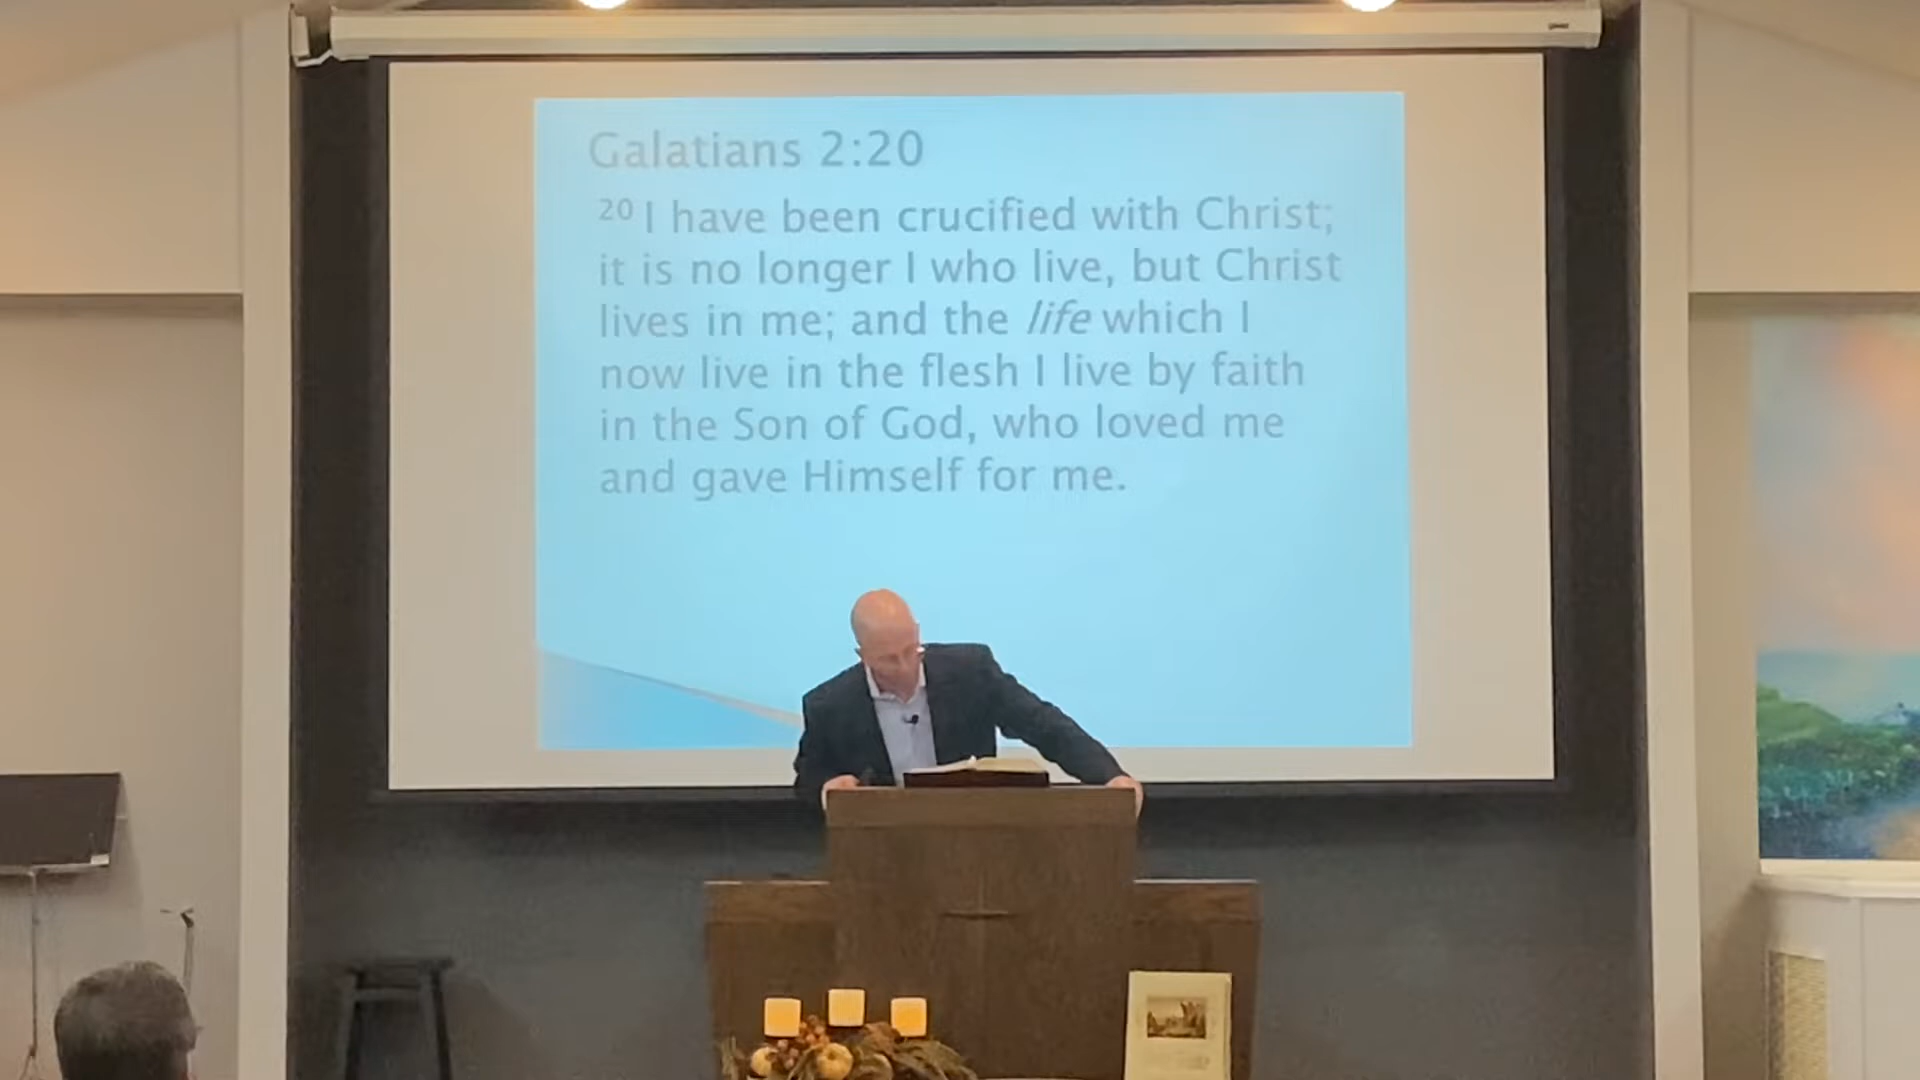 Galatians 2:20
20 I have been crucified with Christ;
it is no longer I who live, but Christ
lives in me; and the life which I
now live in the flesh I live by faith
in the Son of God, who loved me
and gave Himself for me.